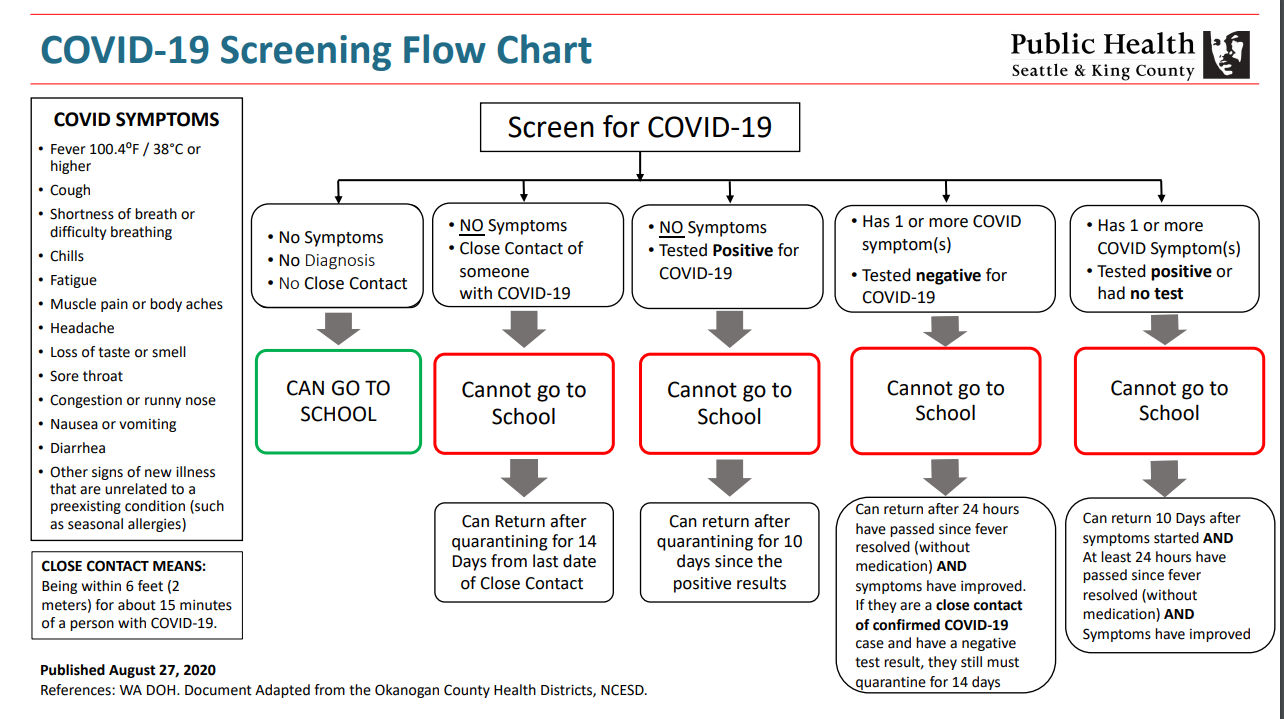 COVID-19 Screening Flow Chart
Public Health
Seattle & King County
COVID SYMPTOMS
• Fever 100.4⁰F / 38°C or
higher
• Cough
• Shortness of breath or
difficulty breathing
• Chills
• Fatigue
• Muscle pain or body aches
• Headache
• Loss of taste or smell
• Sore throat
• Congestion or runny nose
• Nausea or vomiting
• Diarrhea
• Other signs of new illness
that are unrelated to a
preexisting condition (such
as seasonal allergies)
CLOSE CONTACT MEANS:
Being within 6 feet (2
meters) for about 15 minutes
of a person with COVID-19.
Screen for COVID-19
• No Symptoms
• No Diagnosis
• No Close Contact
CAN GO TO
SCHOOL
• NO Symptoms
• Close Contact of
someone
with COVID-19
Cannot go to
School
Can Return after
quarantining for 14
Days from last date
of Close Contact
• NO Symptoms
• Tested Positive for
COVID-19
Cannot go to
School
Can return after
quarantining for 10
days since the
positive results
• Has 1 or more COVID
symptom(s)
• Tested negative for
COVID-19
Cannot go to
School
Can return after 24 hours
have passed since fever
resolved (without
medication) AND
symptoms have improved.
If they are a close contact
of confirmed COVID-19
case and have a negative
test result, they still must
quarantine for 14 days
• Has 1 or more
COVID Symptom(s)
• Tested positive or
had no test
Cannot go to
School
Can return 10 Days after
symptoms started AND
At least 24 hours have
passed since fever
resolved (without
medication) AND
Symptoms have improved
Published August 27, 2020
References: WA DOH. Document Adapted from the Okanogan County Health Districts, NCESD.